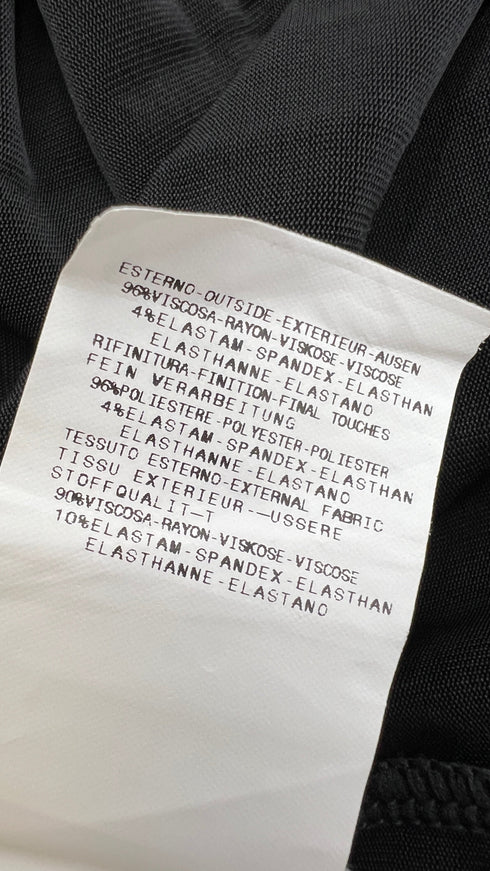 ESTERNO-OUTSIDE-EXTERIEUR-AUSEN
96%VISCOSA-RAYON-VISKOSE-VISCOSE
4%ELASTAM-SPANDEX-ELASTHAN
ELASTHANNE-ELASTANO
RIFINITURA-FINITION-FINAL TOUCHES
FEIN VERARBEITUNG
96%POLIESTERE-POLYESTER-POLIESTER
4%ELASTAM-SPANDEX-ELASTHAN
ELASTHANNE-ELASTANO
TESSUTO ESTERNO-EXTERNAL FABRIC
TISSU EXTERIEUR-—USSERE
STOFFQUALIT-T
90%VISCOSA-RAYON-VISKOSE-VISCOSE
10%ELASTAM-SPANDEX-ELASTHAN
ELASTHANNE-ELASTANO